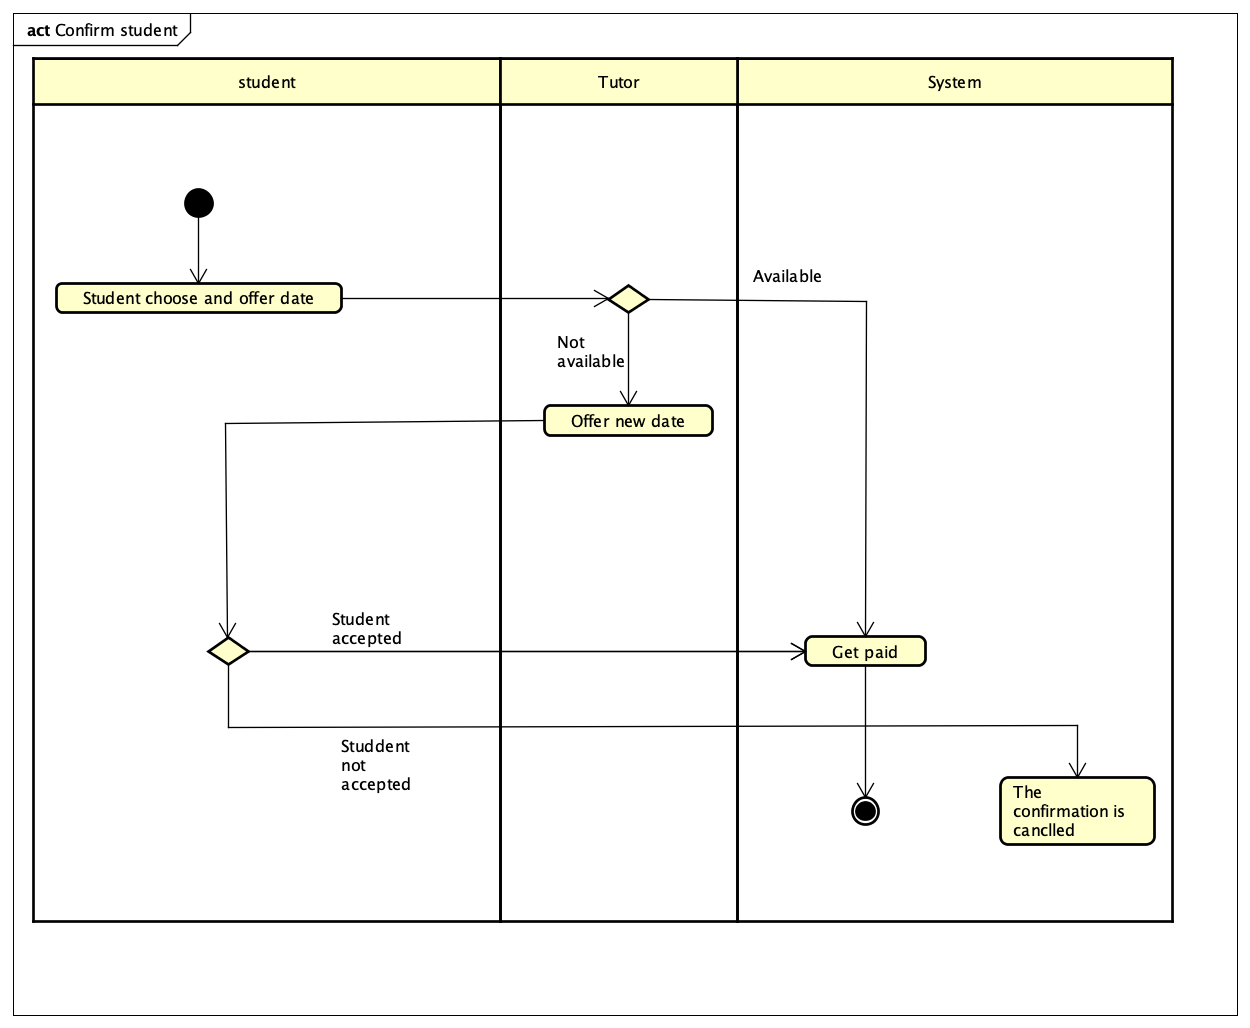 act Confirm student
student
Tutor
System
Available
Student choose and offer date
Not
available
Offer new date
Student
accepted
Get paid
Studdent
not
accepted
The
confirmation is
canclled